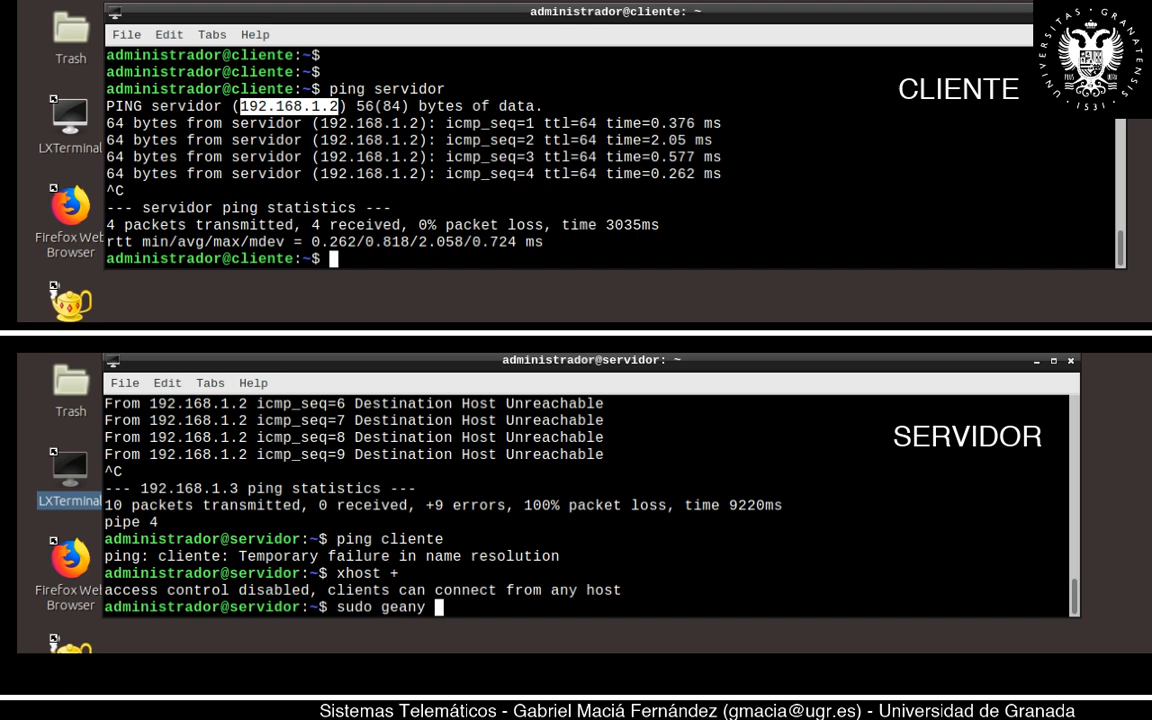 administrador@cliente: ~
File Edit Tabs Help
administrador@cliente:~$
administrador@cliente:~$
administrador@cliente:~$ ping servidor
PING servidor (192.168.1.2) 56(84) bytes of data.
64 bytes from servidor (192.168.1.2): icmp_seq=1 ttl=64 time=0.376 ms
64 bytes from servidor (192.168.1.2): icmp_seq=2 ttl=64 time=2.05 ms
64 bytes from servidor (192.168.1.2): icmp_seq=3 ttl=64 time=0.577 ms
64 bytes from servidor (192.168.1.2): icmp_seq=4 ttl=64 time=0.262 ms
^C
--- servidor ping statistics ---
4 packets transmitted, 4 received, 0% packet loss, time 3035ms
rtt min/avg/max/mdev = 0.262/0.818/2.058/0.724 ms
administrador@cliente:~$
Trash
LXTerminal
Firefox Web
Browser
CLIENTE
UNIVERSITAS GRANATENSIS
1531
administrador@servidor: ~
File Edit Tabs Help
From 192.168.1.2 icmp_seq=6 Destination Host Unreachable
From 192.168.1.2 icmp_seq=7 Destination Host Unreachable
From 192.168.1.2 icmp_seq=8 Destination Host Unreachable
From 192.168.1.2 icmp_seq=9 Destination Host Unreachable
^C
--- 192.168.1.3 ping statistics ---
10 packets transmitted, 0 received, +9 errors, 100% packet loss, time 9220ms
pipe 4
administrador@servidor:~$ ping cliente
ping: cliente: Temporary failure in name resolution
administrador@servidor:~$ xhost +
access control disabled, clients can connect from any host
administrador@servidor:~$ sudo geany
Trash
LXTerminal
Firefox Web
Browser
SERVIDOR
Sistemas Telemáticos - Gabriel Maciá Fernández (gmacia@ugr.es) - Universidad de Granada